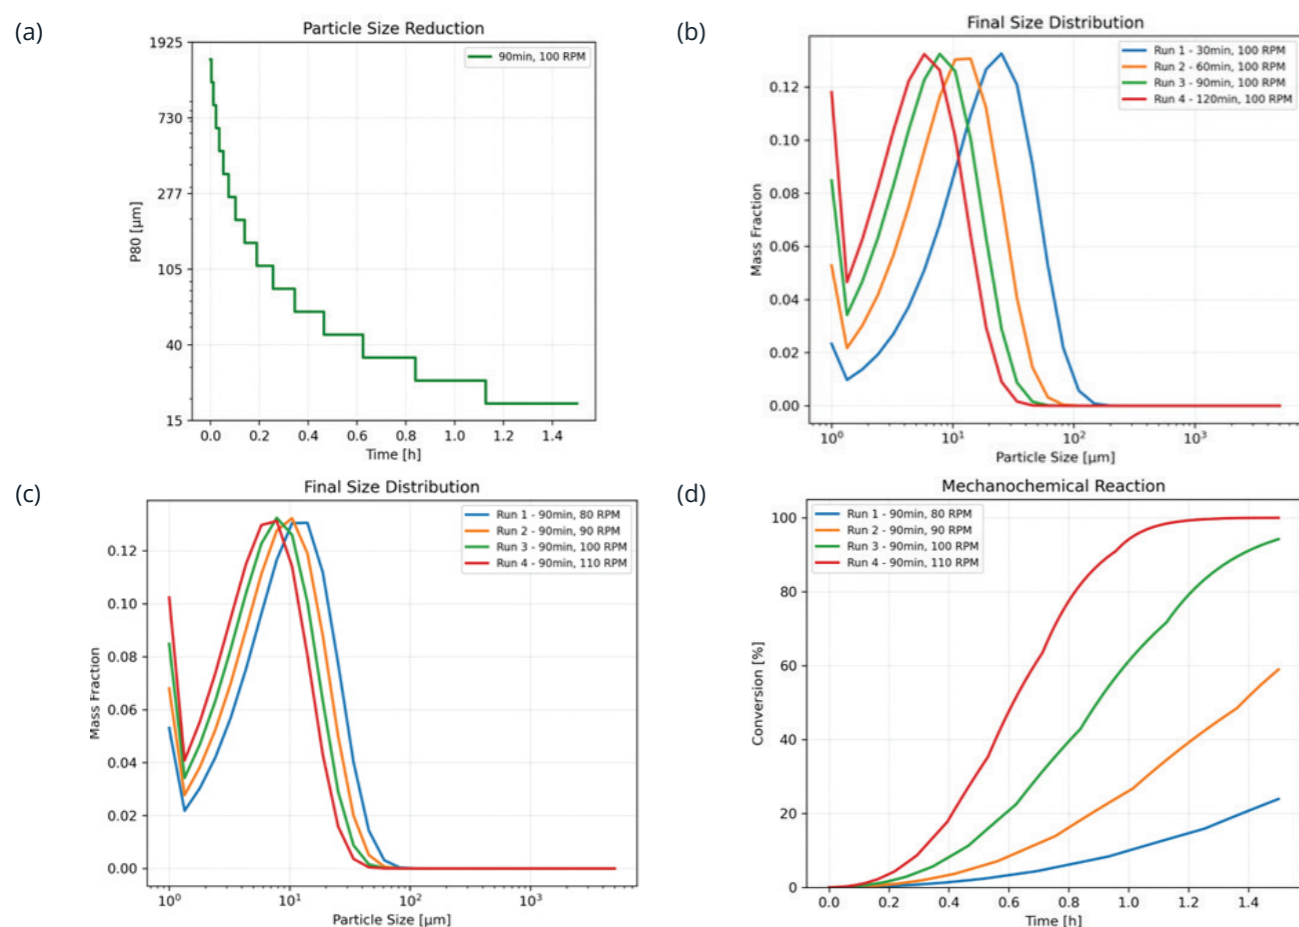 (a)
Particle Size Reduction
90min, 100 RPM
1925
730
277
105
40
15
P80 [µm]
0.0 0.2 0.4 0.6 0.8 1.0 1.2 1.4
Time [h]
(b)
Final Size Distribution
Run 1 - 30min, 100 RPM
Run 2 - 60min, 100 RPM
Run 3 - 90min, 100 RPM
Run 4 - 120min, 100 RPM
0.12
0.10
0.08
0.06
0.04
0.02
0.00
Mass Fraction
10⁰ 10¹ 10² 10³
Particle Size [µm]
(c)
Final Size Distribution
Run 1 - 90min, 80 RPM
Run 2 - 90min, 90 RPM
Run 3 - 90min, 100 RPM
Run 4 - 90min, 110 RPM
0.12
0.10
0.08
0.06
0.04
0.02
0.00
Mass Fraction
10⁰ 10¹ 10² 10³
Particle Size [µm]
(d)
Mechanochemical Reaction
Run 1 - 90min, 80 RPM
Run 2 - 90min, 90 RPM
Run 3 - 90min, 100 RPM
Run 4 - 90min, 110 RPM
100
80
60
40
20
0
Conversion [%]
0.0 0.2 0.4 0.6 0.8 1.0 1.2 1.4
Time [h]